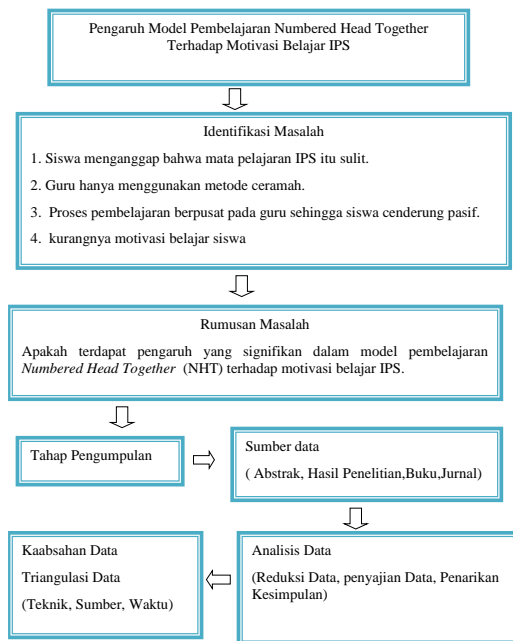 Pengaruh Model Pembelajaran Numbered Head Together
Terhadap Motivasi Belajar IPS
Identifikasi Masalah
1. Siswa menganggap bahwa mata pelajaran IPS itu sulit.
2. Guru hanya menggunakan metode ceramah.
3. Proses pembelajaran berpusat pada guru sehingga siswa cenderung pasif.
4. kurangnya motivasi belajar siswa
Rumusan Masalah
Apakah terdapat pengaruh yang signifikan dalam model pembelajaran
Numbered Head Together (NHT) terhadap motivasi belajar IPS.
Tahap Pengumpulan
Sumber data
( Abstrak, Hasil Penelitian,Buku,Jurnal)
Analisis Data
(Reduksi Data, penyajian Data, Penarikan
Kesimpulan)
Kaabsahan Data
Triangulasi Data
(Teknik, Sumber, Waktu)